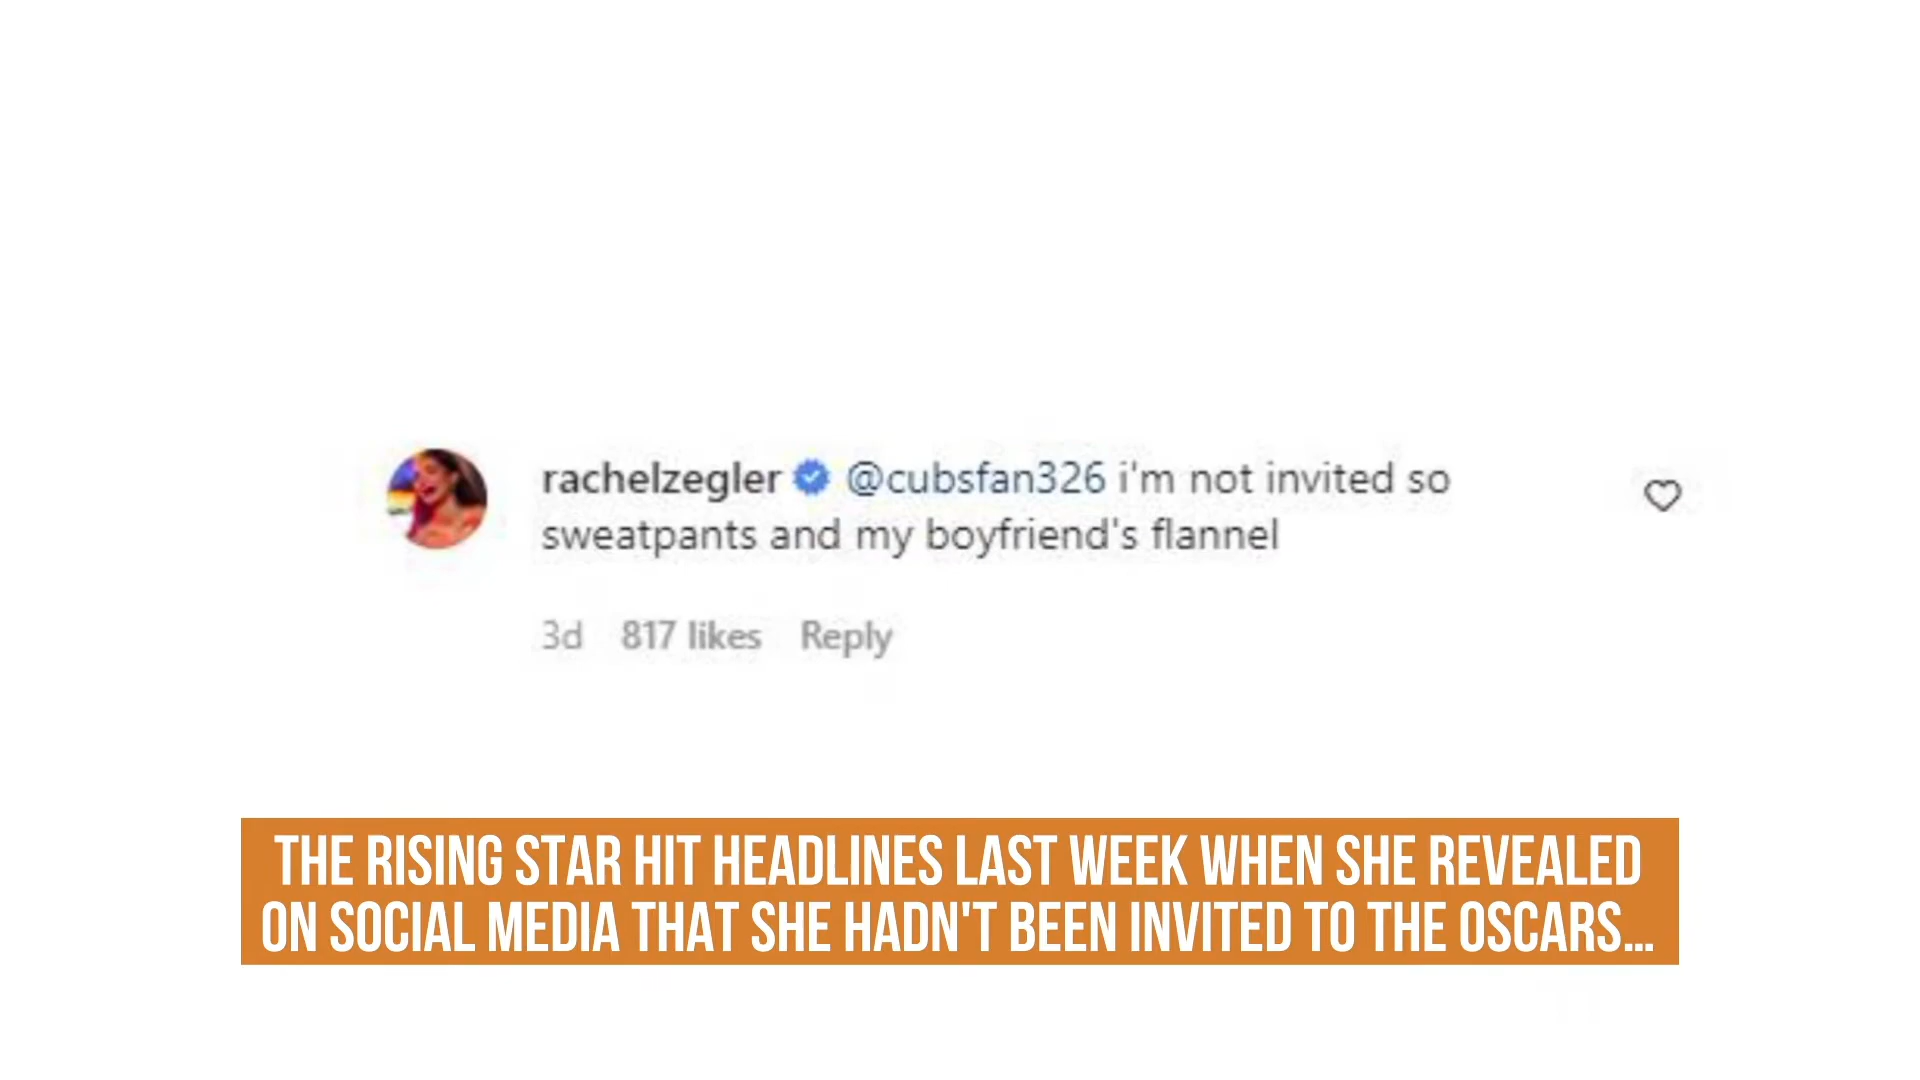 rachelzegler @cubsfan326 i'm not invited so
sweatpants and my boyfriend's flannel
3d 817 likes Reply
THE RISING STAR HIT HEADLINES LAST WEEK WHEN SHE REVEALED
ON SOCIAL MEDIA THAT SHE HADN'T BEEN INVITED TO THE OSCARS...